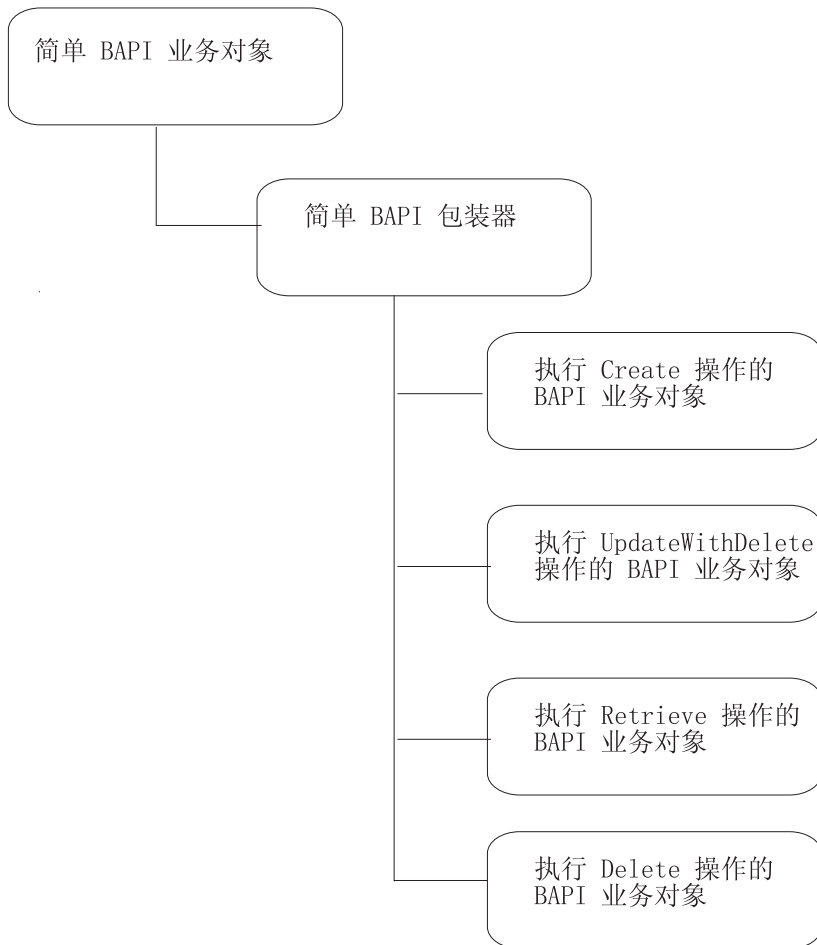 简单 BAPI 业务对象
简单 BAPI 包装器
执行 Create 操作的
BAPI 业务对象
执行 UpdateWithDelete
操作的 BAPI 业务对象
执行 Retrieve 操作的
BAPI 业务对象
执行 Delete 操作的
BAPI 业务对象